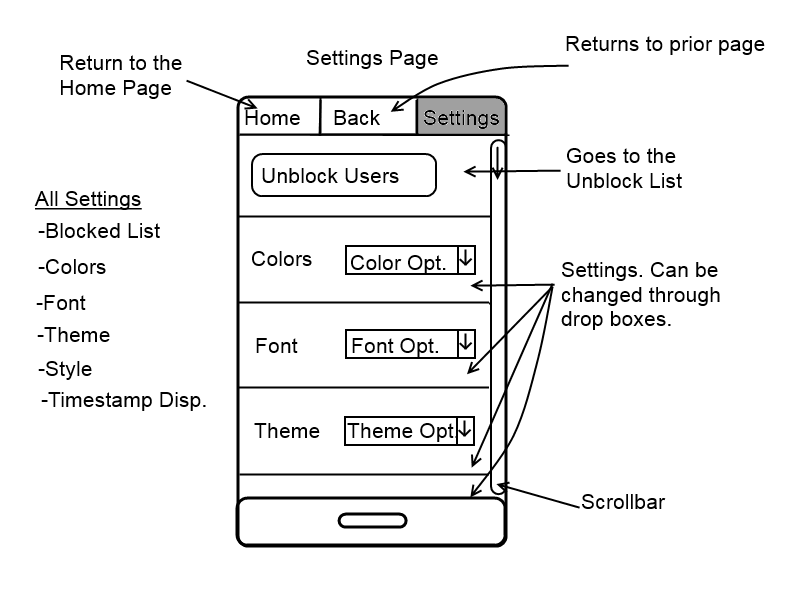 Settings Page
Return to the
Home Page
Returns to prior page
Home
Back
Settings
Unblock Users
Goes to the
Unblock List
All Settings
-Blocked List
-Colors
-Font
-Theme
-Style
-Timestamp Disp.
Colors
Color Opt.
Font
Font Opt.
Theme
Theme Opt.
Settings. Can be
changed through
drop boxes.
Scrollbar